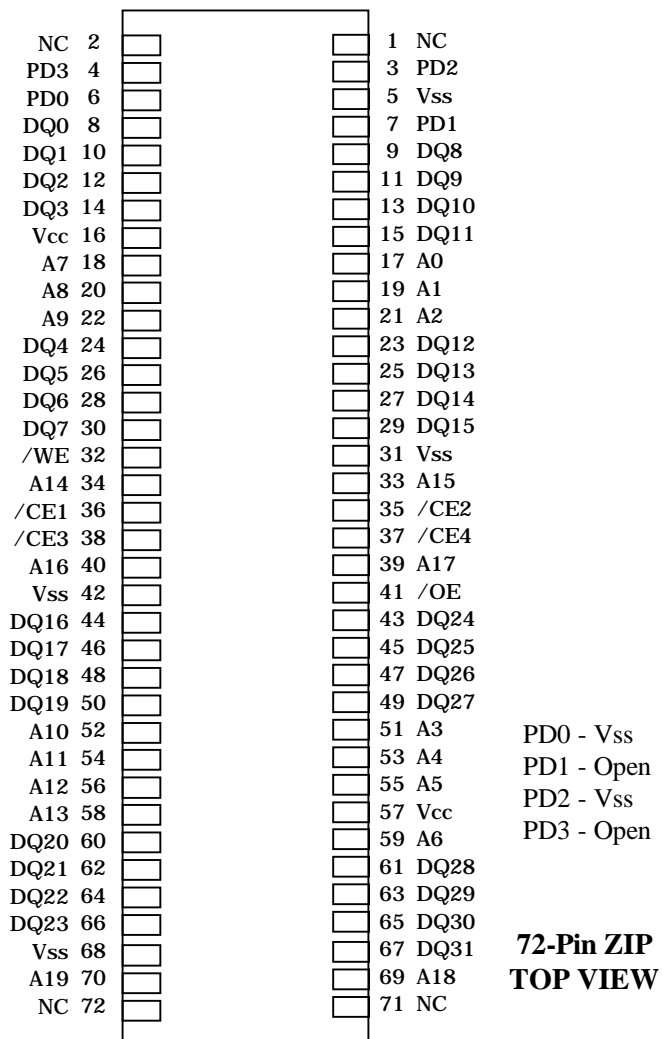 NC 2 1 NC
PD3 4 3 PD2
PD0 6 5 Vss
DQ0 8 7 PD1
DQ1 10 9 DQ8
DQ2 12 11 DQ9
DQ3 14 13 DQ10
Vcc 16 15 DQ11
A7 18 17 A0
A8 20 19 A1
A9 22 21 A2
DQ4 24 23 DQ12
DQ5 26 25 DQ13
DQ6 28 27 DQ14
DQ7 30 29 DQ15
/WE 32 31 Vss
A14 34 33 A15
/CE1 36 35 /CE2
/CE3 38 37 /CE4
A16 40 39 A17
Vss 42 41 /OE
DQ16 44 43 DQ24
DQ17 46 45 DQ25
DQ18 48 47 DQ26
DQ19 50 49 DQ27
A10 52 51 A3
A11 54 53 A4
A12 56 55 A5
A13 58 57 Vcc
DQ20 60 59 A6
DQ21 62 61 DQ28
DQ22 64 63 DQ29
DQ23 66 65 DQ30
Vss 68 67 DQ31
A19 70 69 A18
NC 72 71 NC
PD0 - Vss
PD1 - Open
PD2 - Vss
PD3 - Open
72-Pin ZIP
TOP VIEW